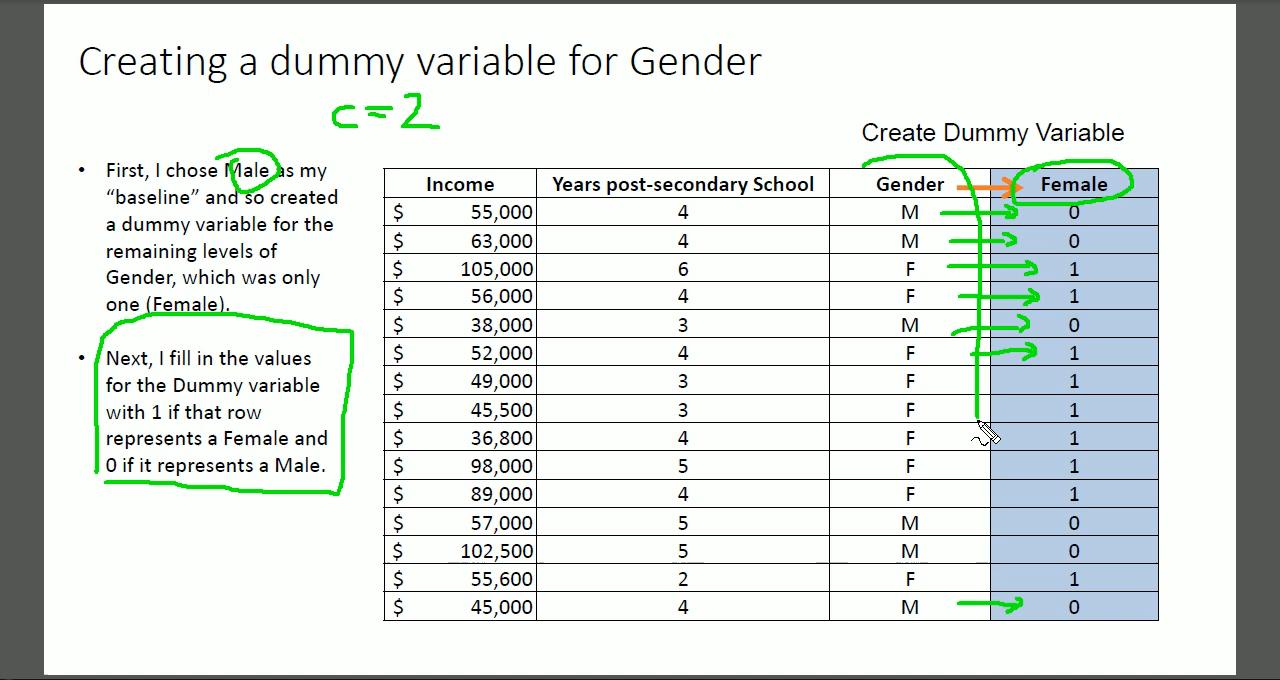 Creating a dummy variable for Gender
c=2
• First, I chose Male as my
“baseline” and so created
a dummy variable for the
remaining levels of
Gender, which was only
one (Female).
• Next, I fill in the values
for the Dummy variable
with 1 if that row
represents a Female and
0 if it represents a Male.
Create Dummy Variable
Income Years post-secondary School Gender Female
$ 55,000 4 M 0
$ 63,000 4 M 0
$ 105,000 6 F 1
$ 56,000 4 F 1
$ 38,000 3 M 0
$ 52,000 4 F 1
$ 49,000 3 F 1
$ 45,500 3 F 1
$ 36,800 4 F 1
$ 98,000 5 F 1
$ 89,000 4 F 1
$ 57,000 5 M 0
$ 102,500 5 M 0
$ 55,600 2 F 1
$ 45,000 4 M 0